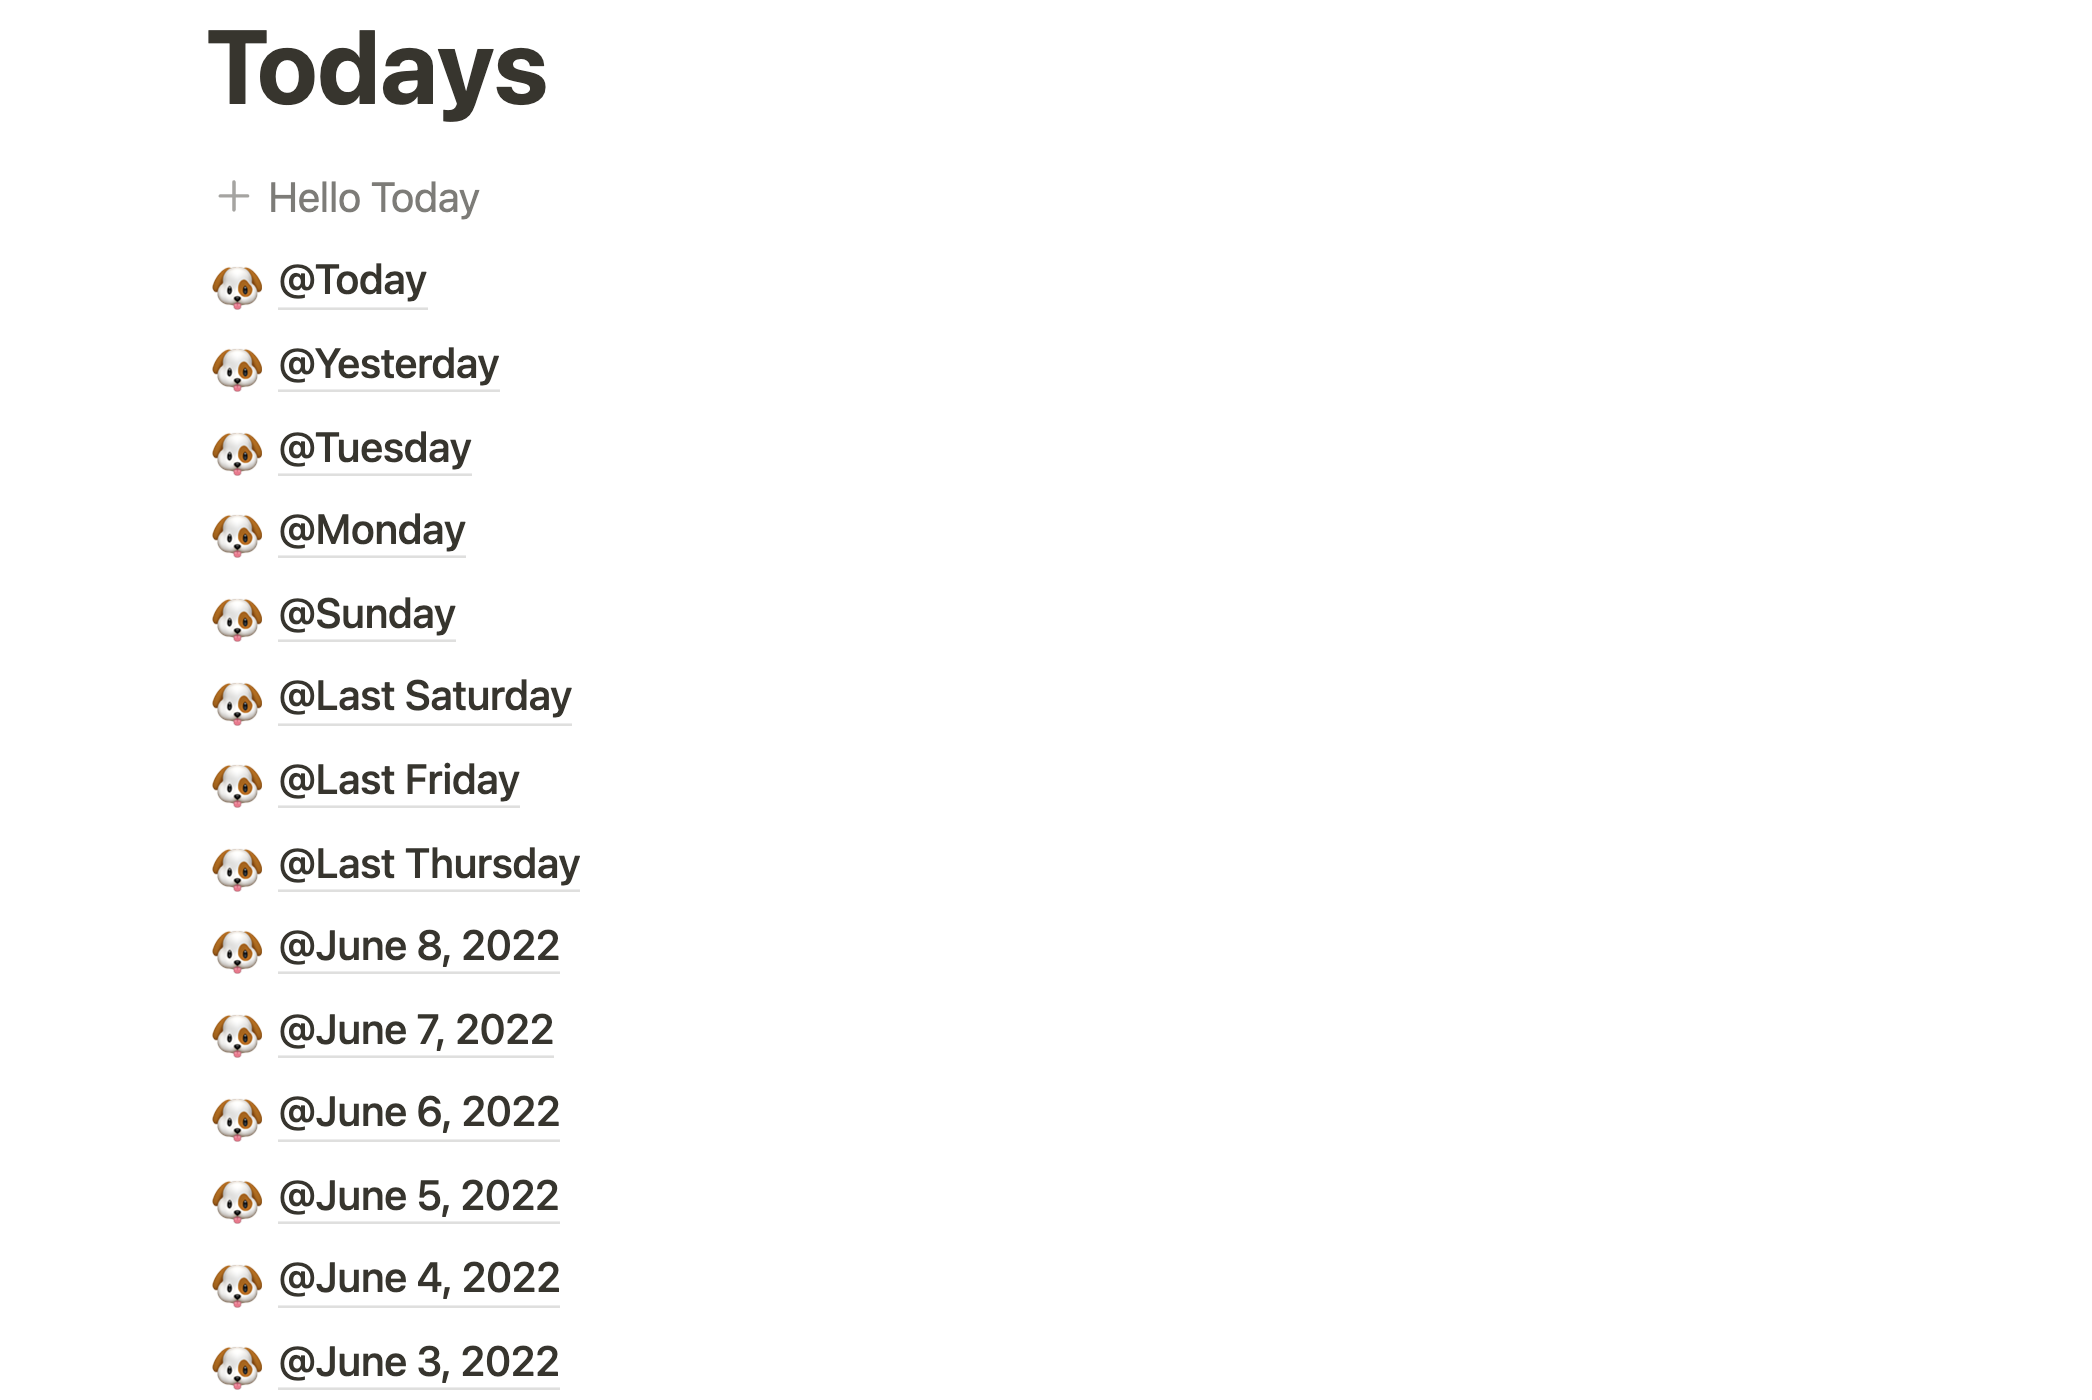 Todays
Hello Today
@Today
@Yesterday
@Tuesday
@Monday
@Sunday
@Last Saturday
@Last Friday
@Last Thursday
@June 8, 2022
@June 7, 2022
@June 6, 2022
@June 5, 2022
@June 4, 2022
@June 3, 2022